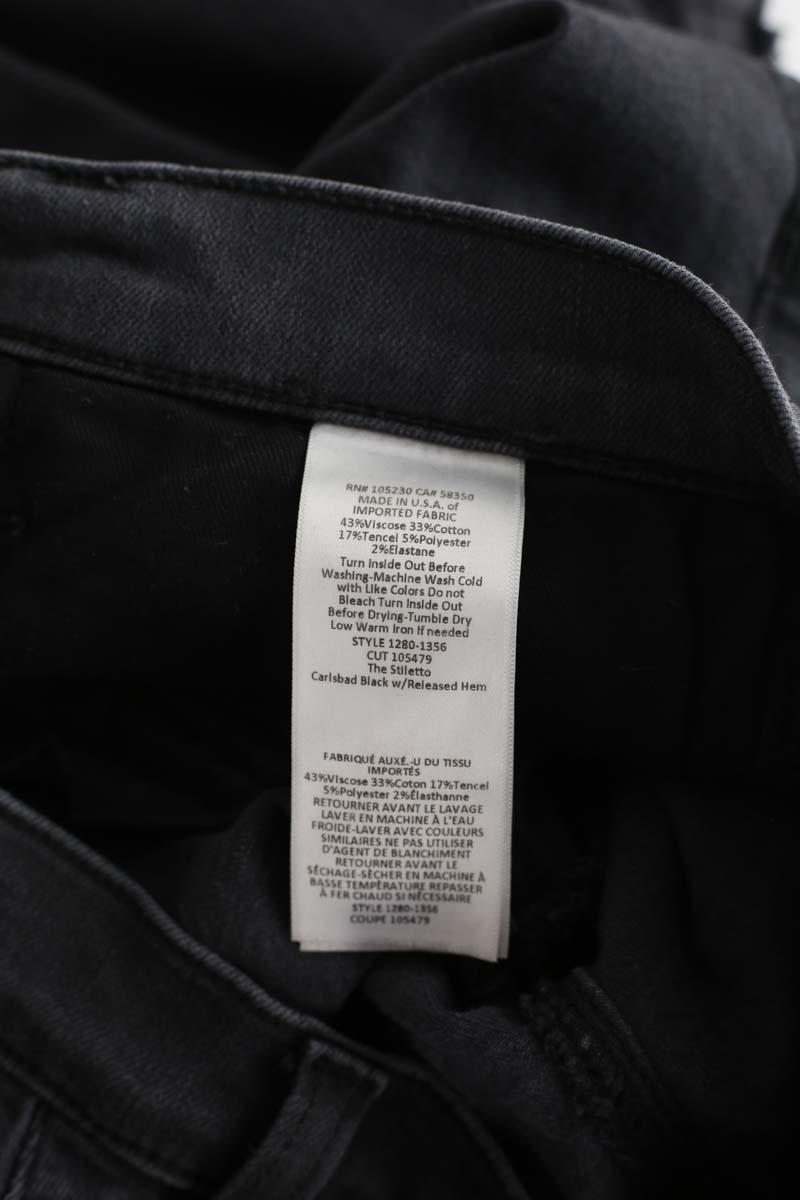 RN# 105230 CA# 58350
MADE IN U.S.A. of
IMPORTED FABRIC
43%Viscose 33%Cotton
17%Tencel 5%Polyester
2%Elastane
Turn Inside Out Before
Washing-Machine Wash Cold
with Like Colors Do not
Bleach Turn Inside Out
Before Drying-Tumble Dry
Low Warm Iron if needed
STYLE 1280-1356
CUT 105479
The Stiletto
Carlsbad Black w/Released Hem
FABRIQUÉ AUXÉ.-U DU TISSU
IMPORTÉS
43%Viscose 33%Coton 17%Tencel
5%Polyester 2%Élasthanne
RETOURNER AVANT LE LAVAGE
LAVER EN MACHINE À L'EAU
FROIDE-LAVER AVEC COULEURS
SIMILAIRES NE PAS UTILISER
D'AGENT DE BLANCHIMENT
RETOURNER AVANT LE
SÉCHAGE-SÈCHER EN MACHINE À
BASSE TEMPÈRATURE REPASSER
À FER CHAUD SI NÈCESSAIRE
STYLE 1280-1356
COUPE 105479